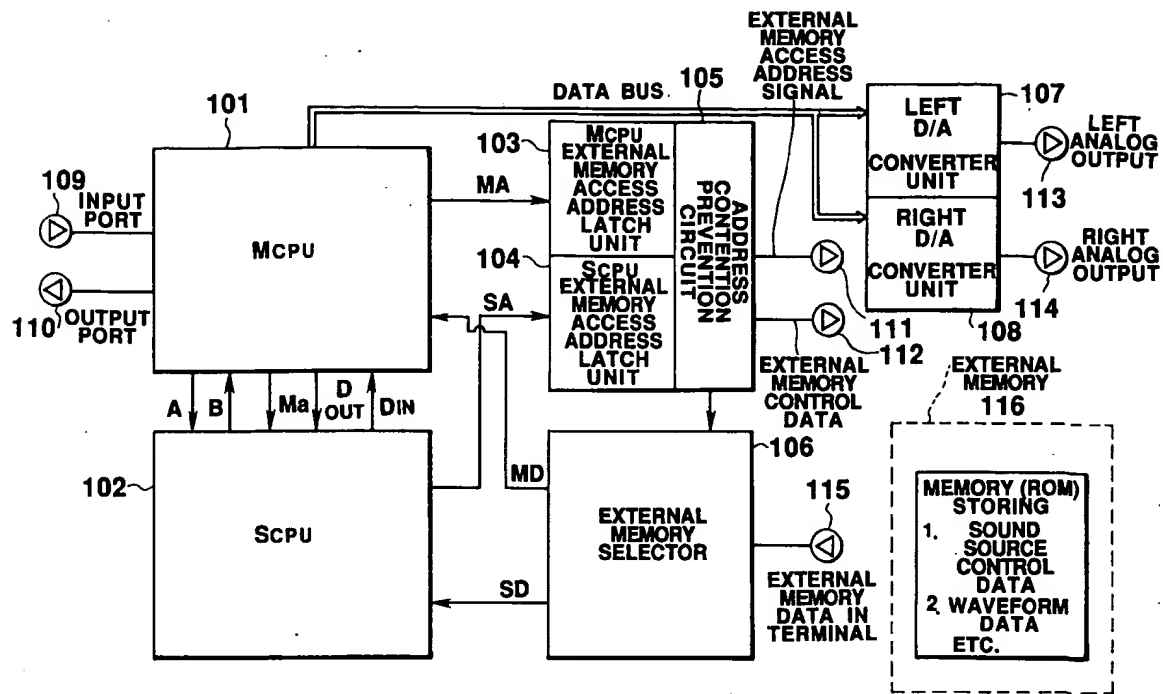 EXTERNAL
MEMORY
ACCESS
ADDRESS
SIGNAL
DATA BUS
101
105
107
LEFT
D/A
CONVERTER
UNIT
LEFT
ANALOG
OUTPUT
113
103
MCPU
EXTERNAL
MEMORY
ACCESS
ADDRESS
LATCH
UNIT
MA
109
INPUT
PORT
MCPU
ADDRESS
CONTENTION
PREVENTION
CIRCUIT
RIGHT
D/A
CONVERTER
UNIT
RIGHT
ANALOG
OUTPUT
114
104
SCPU
EXTERNAL
MEMORY
ACCESS
ADDRESS
LATCH
UNIT
SA
110
OUTPUT
PORT
111
112
108
EXTERNAL
MEMORY
CONTROL
DATA
EXTERNAL
MEMORY
116
A
B
Ma
D
OUT
DIN
102
SCPU
MD
SD
106
EXTERNAL
MEMORY
SELECTOR
115
EXTERNAL
MEMORY
DATA IN
TERMINAL
MEMORY (ROM)
STORING
1. SOUND
SOURCE
CONTROL
DATA
2. WAVEFORM
DATA
ETC.